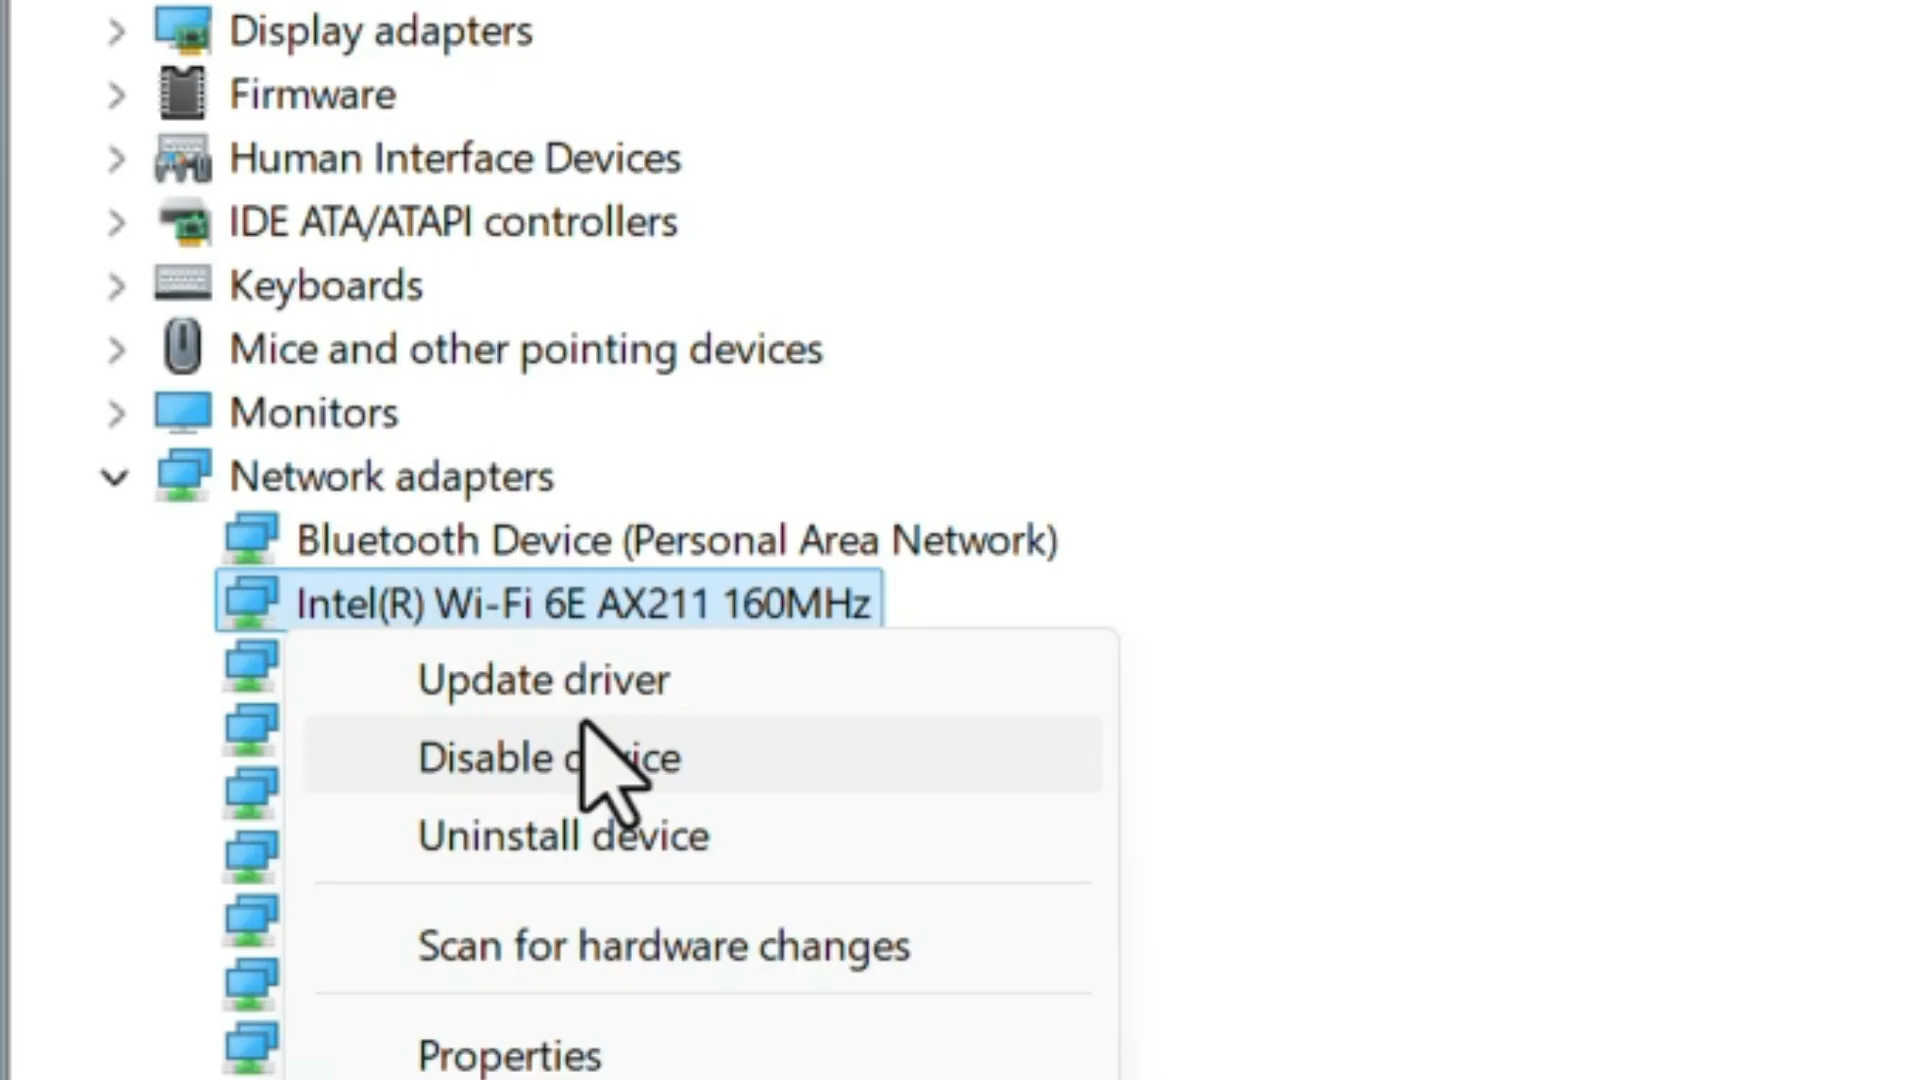 Display adapters
Firmware
Human Interface Devices
IDE ATA/ATAPI controllers
Keyboards
Mice and other pointing devices
Monitors
Network adapters
Bluetooth Device (Personal Area Network)
Intel(R) Wi-Fi 6E AX211 160MHz
Update driver
Disable device
Uninstall device
Scan for hardware changes
Properties